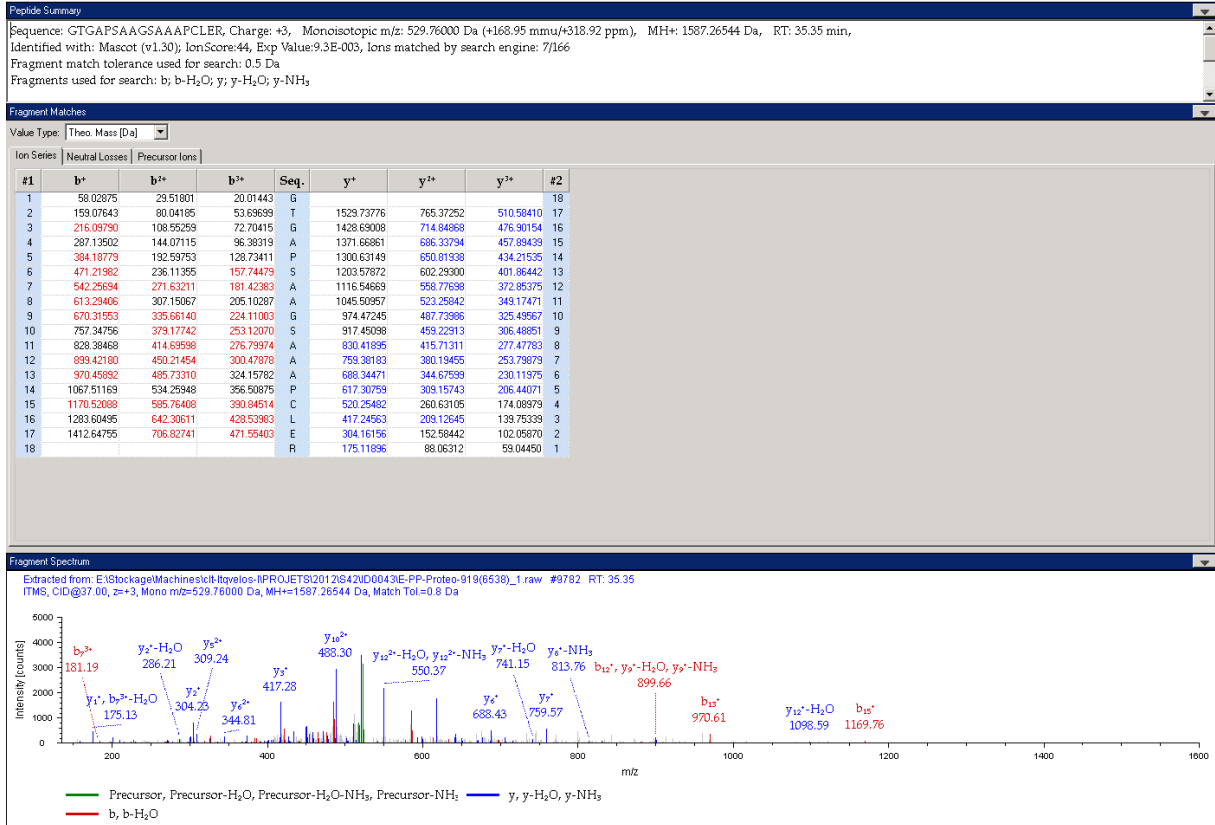 Peptide Summary
Sequence: GTGAPSAAGSAAAPCLER, Charge: +3, Monoisotopic m/z: 529.76000 Da (+168.95 mmu/+318.92 ppm), MH+: 1587.26544 Da, RT: 35.35 min,
Identified with: Mascot (v1.30); IonScore:44, Exp Value:9.3E-003, Ions matched by search engine: 7/166
Fragment match tolerance used for search: 0.5 Da
Fragments used for search: b; b-H₂O; y; y-H₂O; y-NH₃
Fragment Matches
Value Type: Theo. Mass [Da]
Ion Series Neutral Losses Precursor Ions
#1 b⁺ b²⁺ b³⁺ Seq. y⁺ y²⁺ y³⁺ #2
1 58.02875 29.51801 20.01443 G 18
2 159.07643 80.04185 53.69699 T 1529.73776 765.37252 510.58410 17
3 216.09790 108.55259 72.70415 G 1428.69008 714.84868 476.90154 16
4 287.13502 144.07115 96.38319 A 1371.66861 686.33794 457.89439 15
5 384.18779 192.59753 128.73411 P 1300.63149 650.81938 434.21535 14
6 471.21982 236.11355 157.74479 S 1203.57872 602.29300 401.86442 13
7 542.25694 271.63211 181.42383 A 1116.54669 558.77698 372.85375 12
8 613.29406 307.15067 205.10287 A 1045.50957 523.25842 349.17471 11
9 670.31553 335.66140 224.11003 G 974.47245 487.73986 325.49567 10
10 757.34756 379.17742 253.12070 S 917.45098 459.22913 306.48851 9
11 828.38468 414.69598 276.79974 A 830.41895 415.71311 277.47783 8
12 899.42180 450.21454 300.47878 A 759.38183 380.19455 253.79879 7
13 970.45892 485.73310 324.15782 A 688.34471 344.67599 230.11975 6
14 1067.51169 534.25948 356.50875 P 617.30759 309.15743 206.44071 5
15 1170.52088 585.76408 390.84514 C 520.25482 260.63105 174.08979 4
16 1283.60495 642.30611 428.53983 L 417.24563 209.12645 139.75339 3
17 1412.64755 706.82741 471.55403 E 304.16156 152.58442 102.05870 2
18 R 175.11896 88.06312 59.04450 1
Fragment Spectrum
Extracted from: E:\Stockage\Machines\clt-ltqvelos-l\PROJETS\2012\S42\ID0043\E-PP-Proteo-919(6538)_1.raw #9782 RT: 35.35
ITMS, CID@37.00, z=+3, Mono m/z=529.76000 Da, MH+=1587.26544 Da, Match Tol.=0.8 Da
Intensity [counts]
5000
4000
3000
2000
1000
0
b₇³⁺
181.19
y₁⁺, b₇³⁺-H₂O
175.13
y₂⁺-H₂O
286.21
y₂⁺
304.23
y₅²⁺
309.24
y₆²⁺
344.81
y₃⁺
417.28
y₁₀²⁺
488.30
y₁₂²⁺-H₂O, y₁₂²⁺-NH₃
550.37
y₆⁺
688.43
y₇⁺-H₂O
741.15
y₇⁺
759.57
y₈⁺-NH₃
813.76
b₁₂⁺, y₉⁺-H₂O, y₉⁺-NH₃
899.66
b₁₃⁺
970.61
y₁₂⁺-H₂O
1098.59
b₁₅⁺
1169.76
200 400 600 800 1000 1200 1400 1600
m/z
Precursor, Precursor-H₂O, Precursor-H₂O-NH₃, Precursor-NH₃ y, y-H₂O, y-NH₃
b, b-H₂O